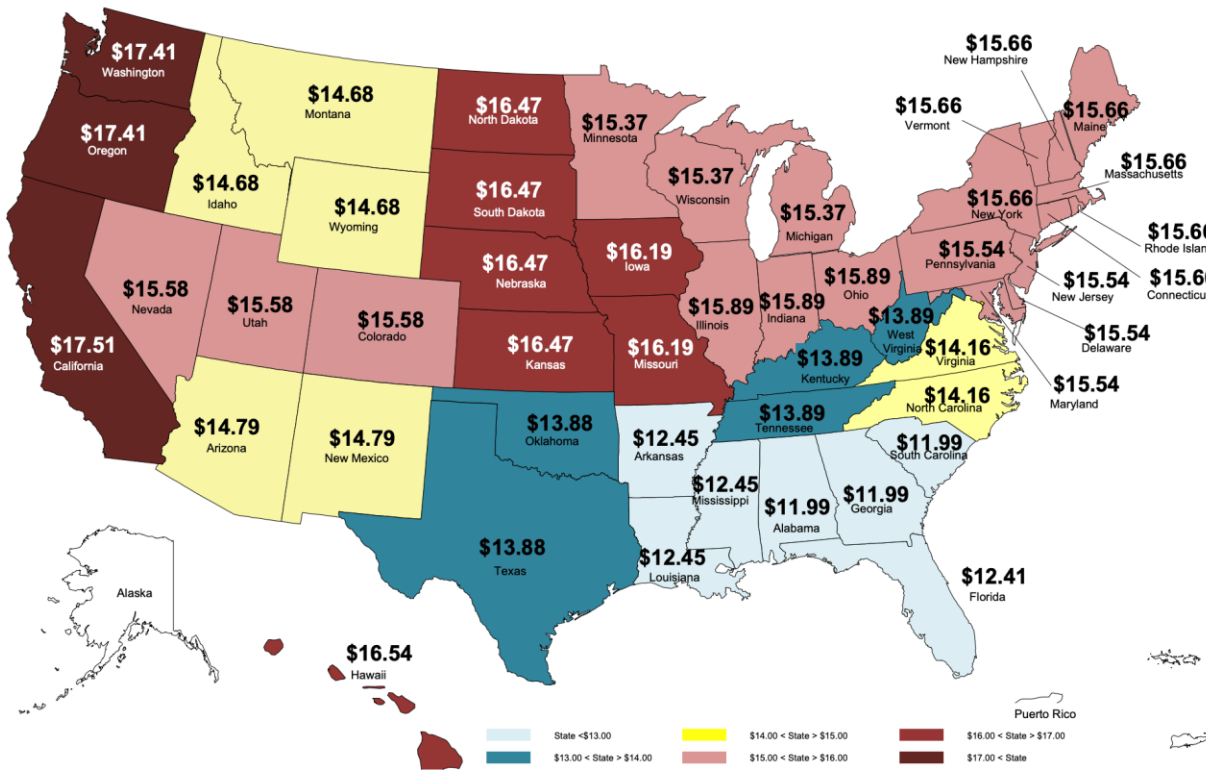 $17.41
Washington
$17.41
Oregon
$17.51
California
$14.68
Montana
$14.68
Idaho
$14.68
Wyoming
$15.58
Nevada
$15.58
Utah
$15.58
Colorado
$14.79
Arizona
$14.79
New Mexico
$16.47
North Dakota
$16.47
South Dakota
$16.47
Nebraska
$16.47
Kansas
$13.88
Oklahoma
$13.88
Texas
$15.37
Minnesota
$15.37
Wisconsin
$15.37
Michigan
$16.19
Iowa
$16.19
Missouri
$15.89
Illinois
$15.89
Indiana
$15.89
Ohio
$12.45
Arkansas
$12.45
Mississippi
$12.45
Louisiana
$13.89
Kentucky
$13.89
Tennessee
$13.89
West
Virginia
$14.16
Virginia
$14.16
North Carolina
$11.99
South Carolina
$11.99
Georgia
$11.99
Alabama
$12.41
Florida
$15.66
New Hampshire
$15.66
Vermont
$15.66
Maine
$15.66
Massachusetts
$15.66
New York
$15.66
Rhode Islan
$15.66
Connecticu
$15.54
Pennsylvania
$15.54
New Jersey
$15.54
Delaware
$15.54
Maryland
Alaska
$16.54
Hawaii
Puerto Rico
State <$13.00
$14.00 < State > $15.00
$16.00 < State > $17.00
$13.00 < State > $14.00
$15.00 < State > $16.00
$17.00 < State